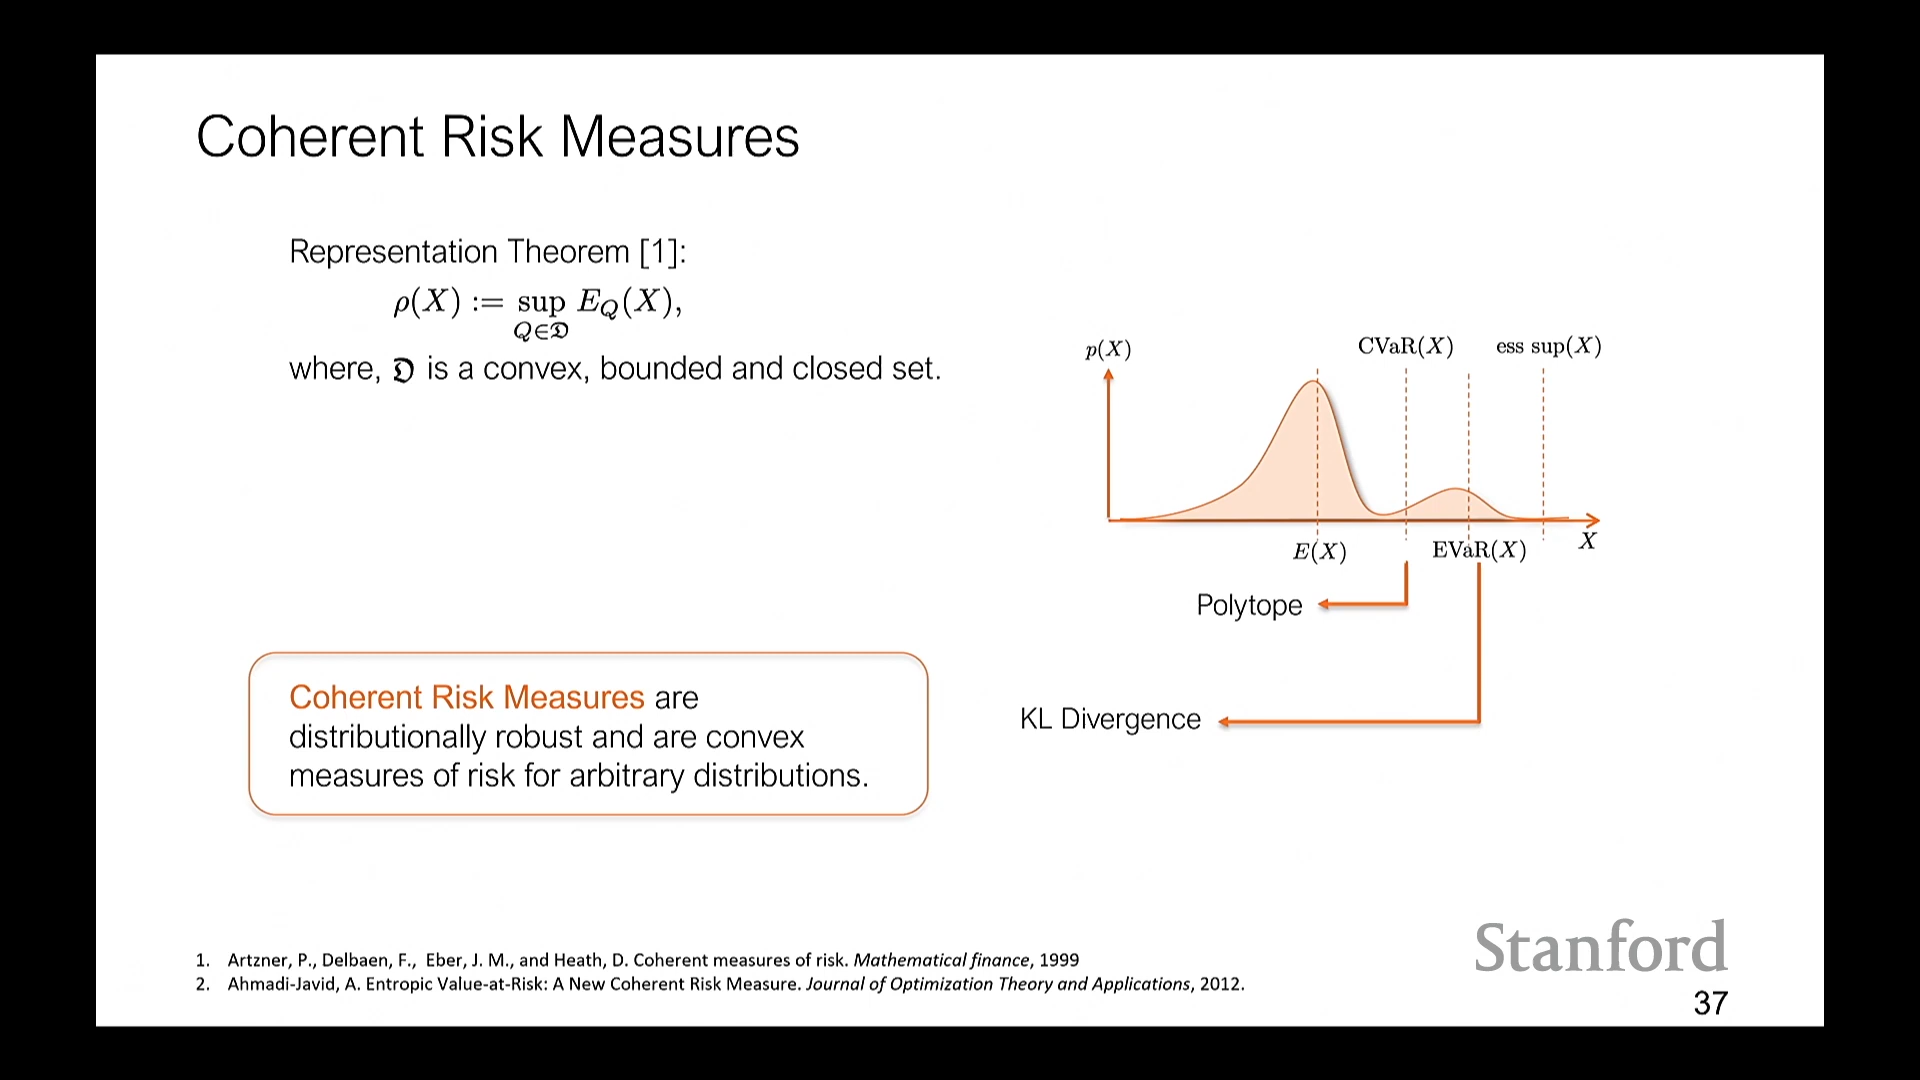 Coherent Risk Measures
Representation Theorem [1]:
ρ(X) := sup E_Q(X),
Q∈𝔇
where, 𝔇 is a convex, bounded and closed set.
p(X)
CVaR(X)
ess sup(X)
E(X)
EVaR(X)
X
Polytope
KL Divergence
Coherent Risk Measures are
distributionally robust and are convex
measures of risk for arbitrary distributions.
1. Artzner, P., Delbaen, F., Eber, J. M., and Heath, D. Coherent measures of risk. Mathematical finance, 1999
2. Ahmadi-Javid, A. Entropic Value-at-Risk: A New Coherent Risk Measure. Journal of Optimization Theory and Applications, 2012.
Stanford
37